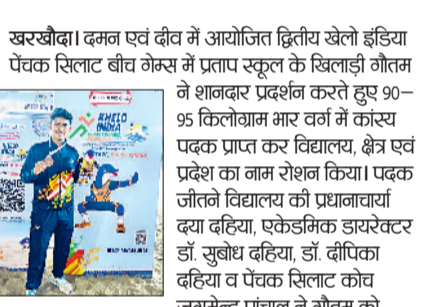 खरखौदा। दमन एवं दीव में आयोजित द्वितीय खेलो इंडिया
पेंचक सिलाट बीच गेम्स में प्रताप स्कूल के खिलाड़ी गौतम
ने शानदार प्रदर्शन करते हुए 90-
95 किलोग्राम भार वर्ग में कांस्य
पदक प्राप्त कर विद्यालय, क्षेत्र एवं
प्रदेश का नाम रोशन किया। पदक
जीतने विद्यालय की प्रधानाचार्या
दया दहिया, एकेडमिक डायरेक्टर
डॉ. सुबोध दहिया, डॉ. दीपिका
दहिया व पेंचक सिलाट कोच
KHELO
INDIA